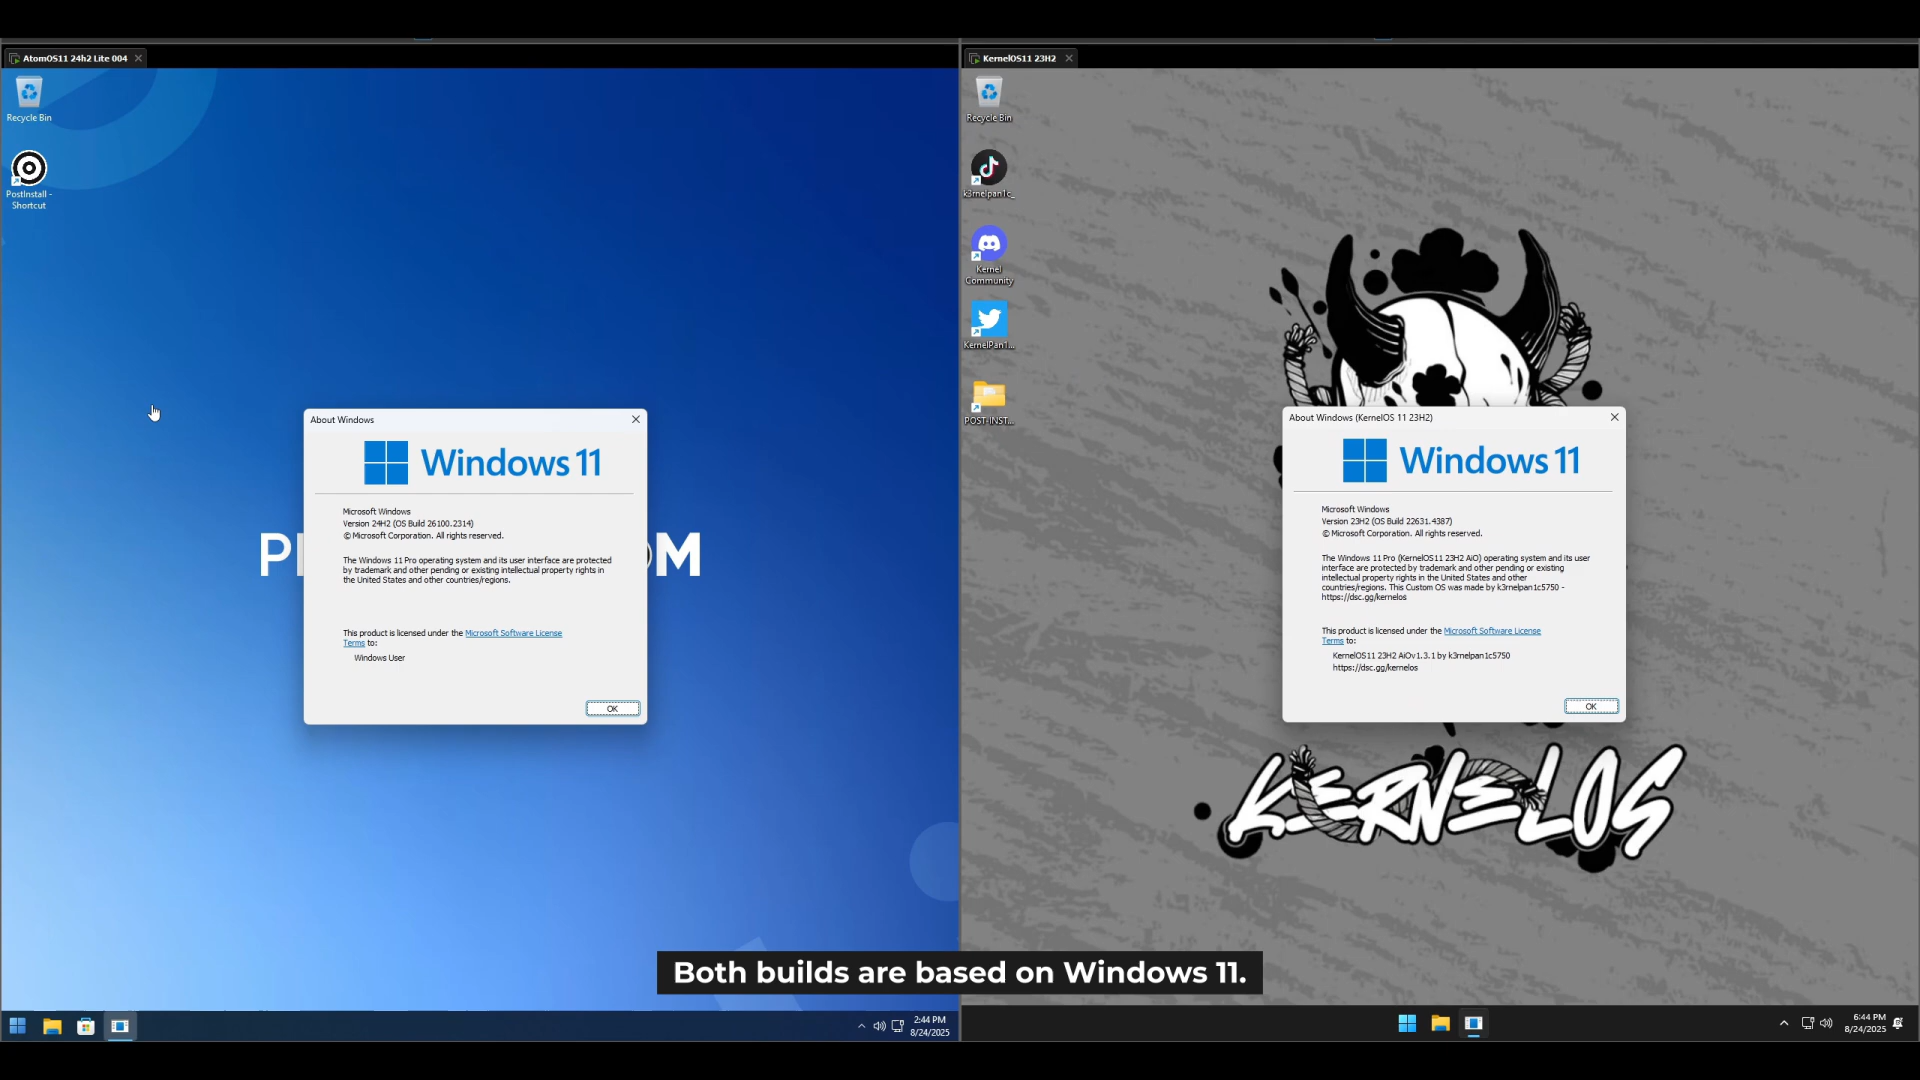 AtomOS11 24h2 Lite 004
Recycle Bin
PostInstall -
Shortcut
About Windows
Windows 11
Microsoft Windows
Version 24H2 (OS Build 26100.2314)
© Microsoft Corporation. All rights reserved.
The Windows 11 Pro operating system and its user interface are protected
by trademark and other pending or existing intellectual property rights in
the United States and other countries/regions.
This product is licensed under the Microsoft Software License
Terms to:
Windows User
OK
2:44 PM
8/24/2025
KernelOS11 23H2
Recycle Bin
k3rnelpan1c_
Kernel
Community
KernelPan1...
POST-INST...
About Windows (KernelOS 11 23H2)
Windows 11
Microsoft Windows
Version 23H2 (OS Build 22631.4387)
© Microsoft Corporation. All rights reserved.
The Windows 11 Pro (KernelOS11 23H2 AiO) operating system and its user
interface are protected by trademark and other pending or existing
intellectual property rights in the United States and other
countries/regions. This Custom OS was made by k3rnelpan1c5750 -
https://dsc.gg/kernelos
This product is licensed under the Microsoft Software License
Terms to:
KernelOS11 23H2 AiOv1.3.1 by k3rnelpan1c5750
https://dsc.gg/kernelos
OK
KERNELOS
6:44 PM
8/24/2025
Both builds are based on Windows 11.